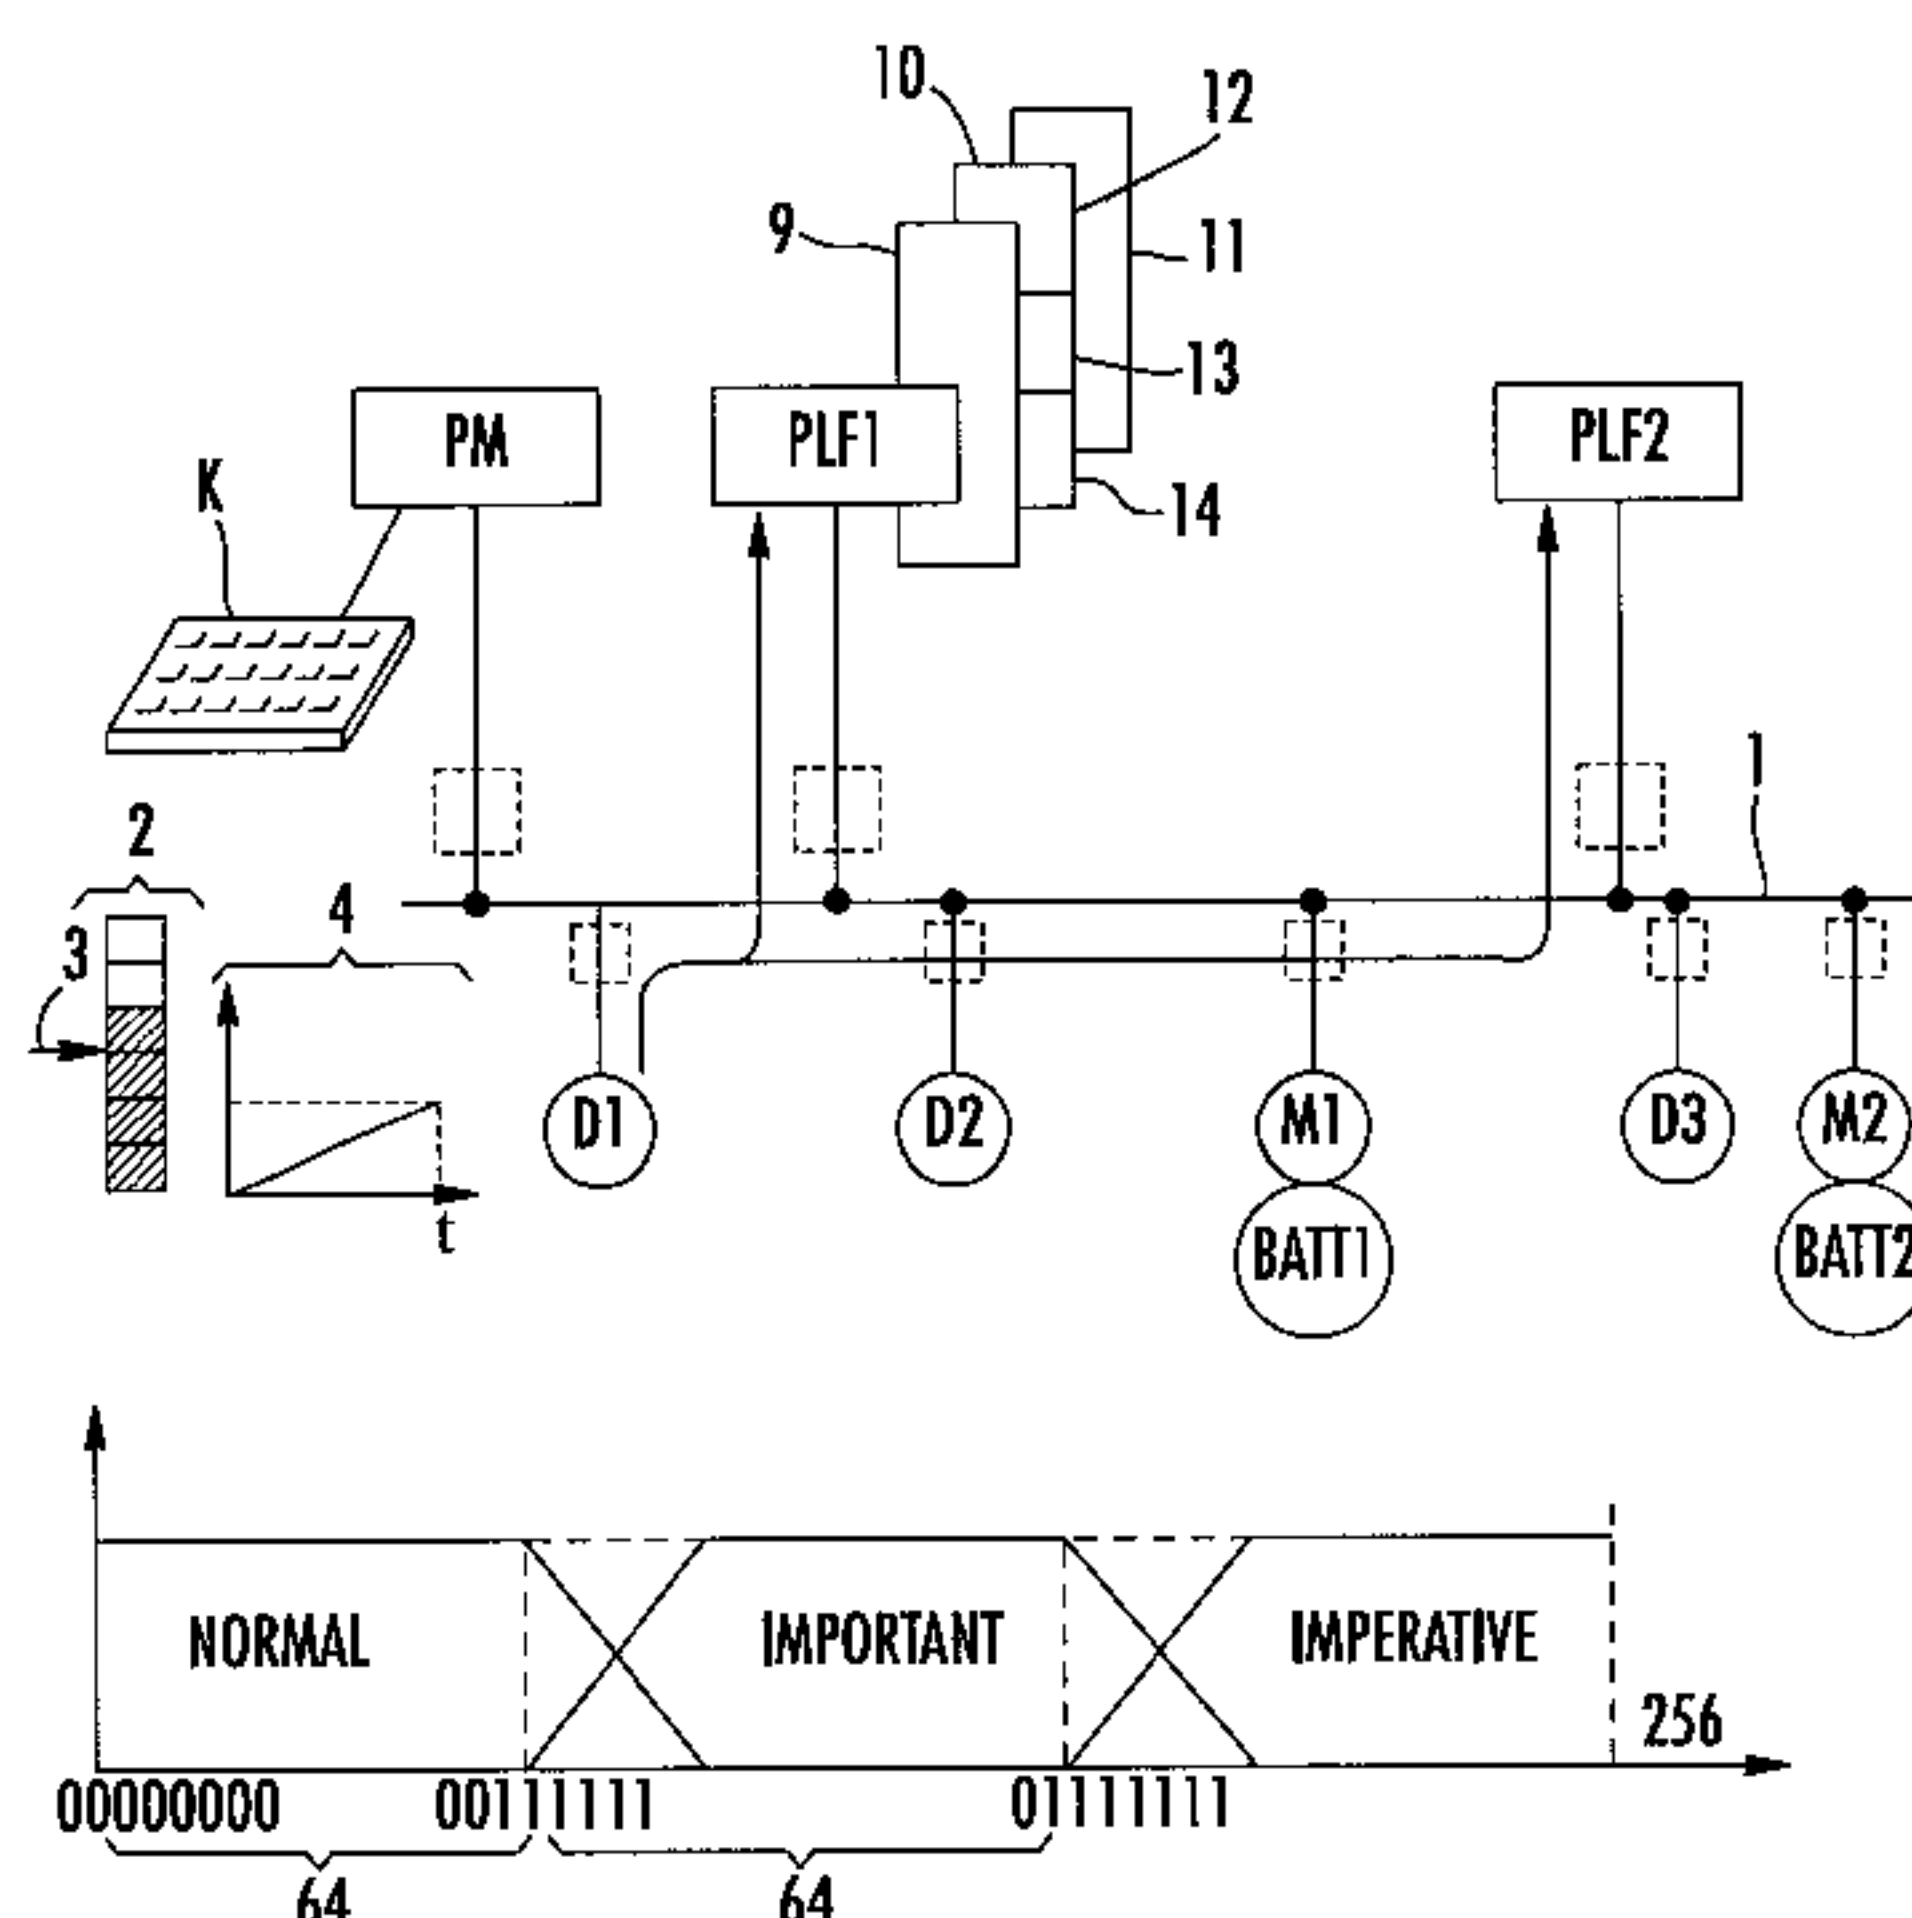 10
12
9
11
13
PM
PLF1
PLF2
K
14
1
2
4
3
D1
D2
M1
D3
M2
t
BATT1
BATT2
NORMAL
IMPORTANT
IMPERATIVE
256
00000000
00111111
01111111
64
64